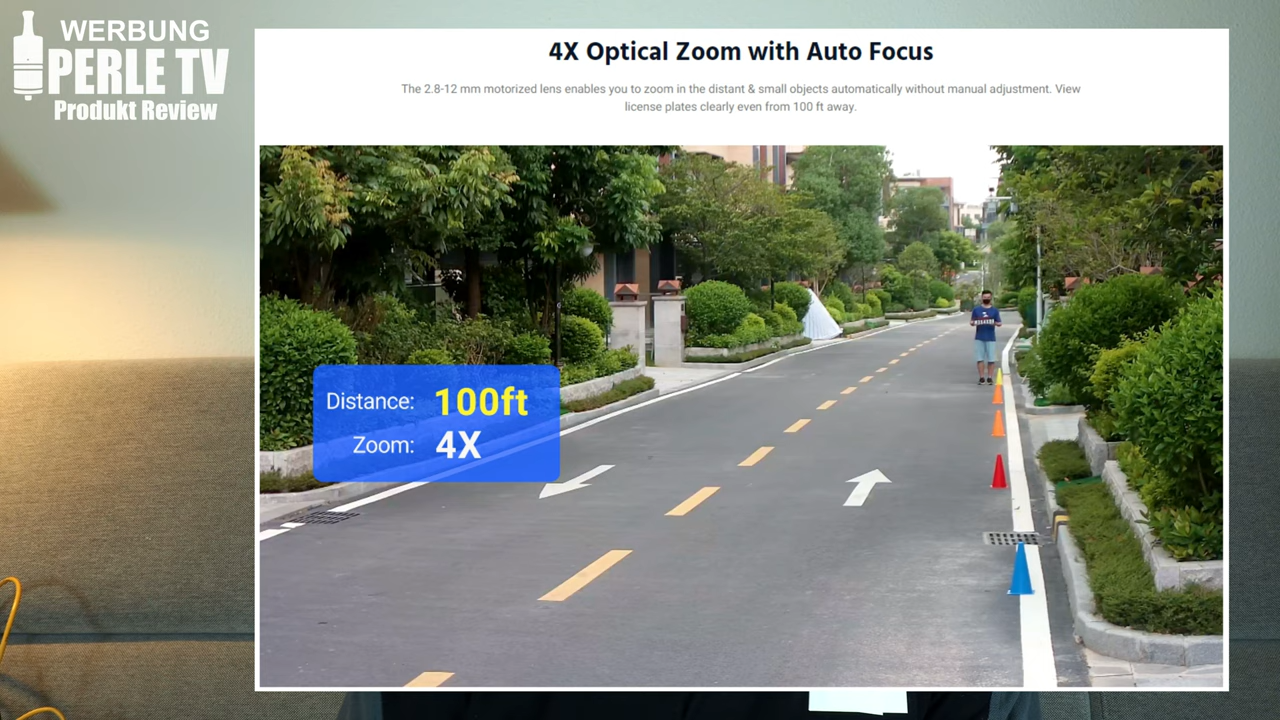 WERBUNG
PERLE TV
Produkt Review
4X Optical Zoom with Auto Focus
The 2.8-12 mm motorized lens enables you to zoom in the distant & small objects automatically without manual adjustment. View
license plates clearly even from 100 ft away.
Distance: 100ft
Zoom: 4X